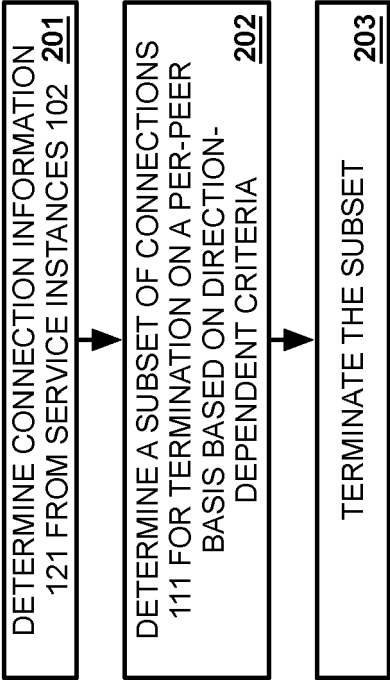 DETERMINE CONNECTION INFORMATION
121 FROM SERVICE INSTANCES 102
201
DETERMINE A SUBSET OF CONNECTIONS
111 FOR TERMINATION ON A PER-PEER
BASIS BASED ON DIRECTION-
DEPENDENT CRITERIA
202
TERMINATE THE SUBSET
203